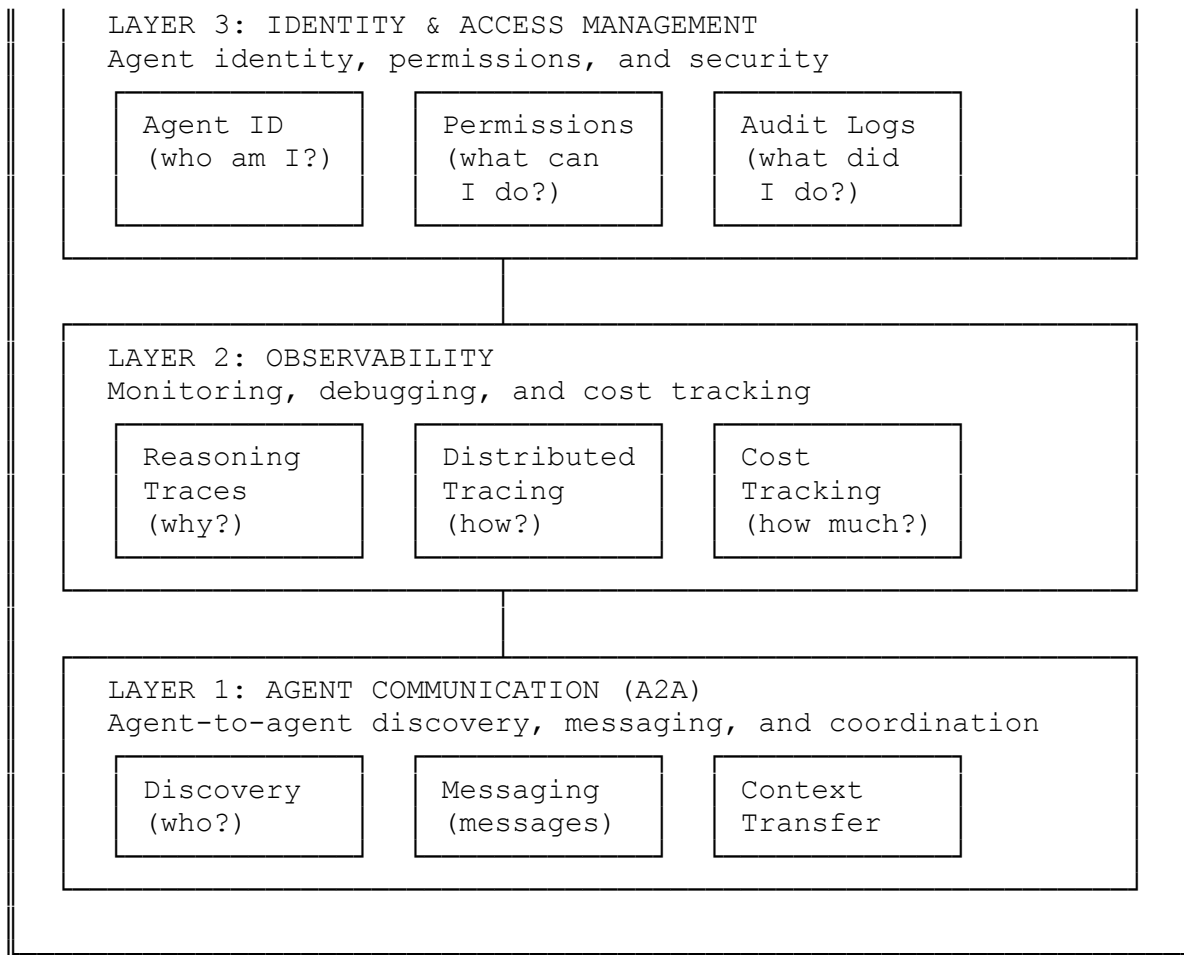 LAYER 3: IDENTITY & ACCESS MANAGEMENT
Agent identity, permissions, and security
Agent ID
(who am I?)
Permissions
(what can
I do?)
Audit Logs
(what did
I do?)
LAYER 2: OBSERVABILITY
Monitoring, debugging, and cost tracking
Reasoning
Traces
(why?)
Distributed
Tracing
(how?)
Cost
Tracking
(how much?)
LAYER 1: AGENT COMMUNICATION (A2A)
Agent-to-agent discovery, messaging, and coordination
Discovery
(who?)
Messaging
(messages)
Context
Transfer